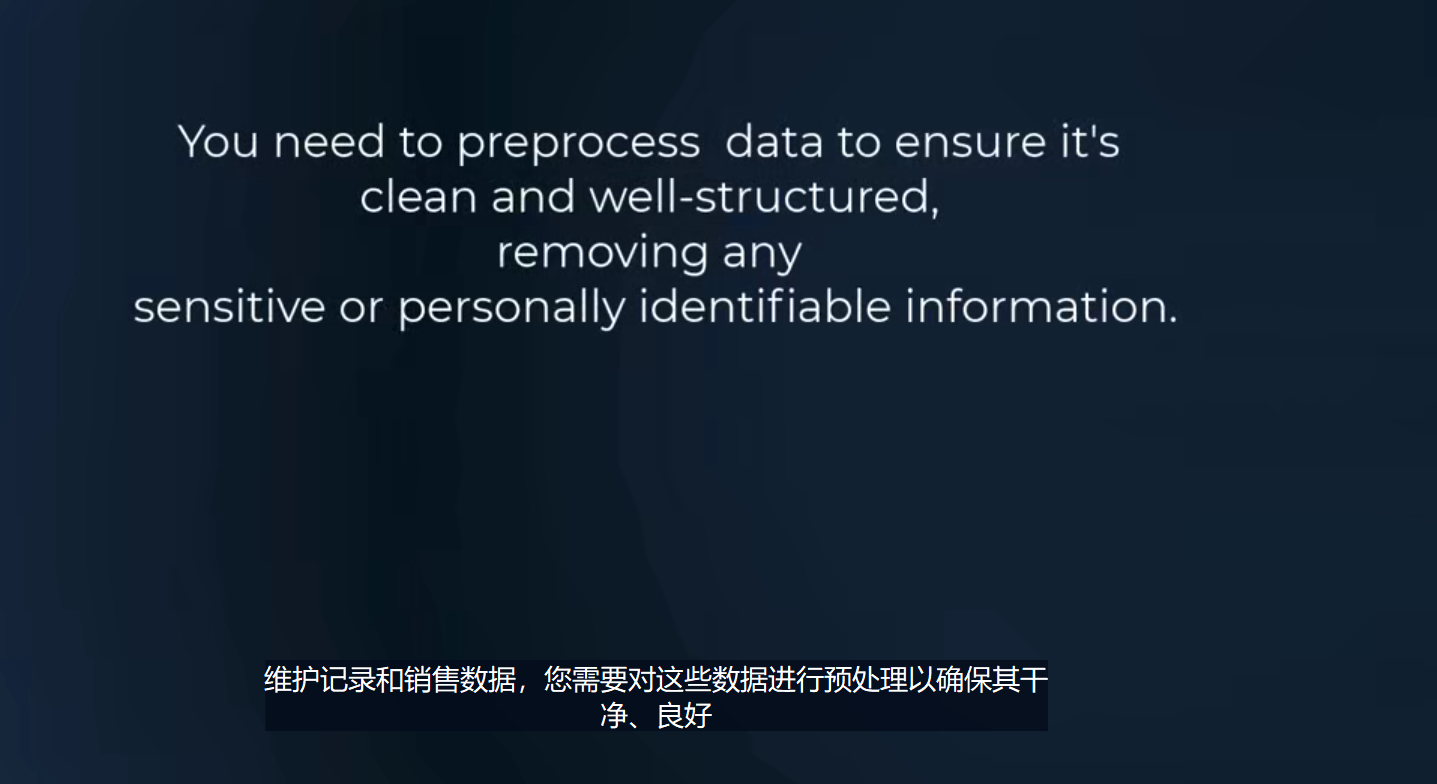 You need to preprocess  data to ensure it's
clean and well-structured,
removing any
sensitive or personally identifiable information.
维护记录和销售数据，您需要对这些数据进行预处理以确保其干
净、良好